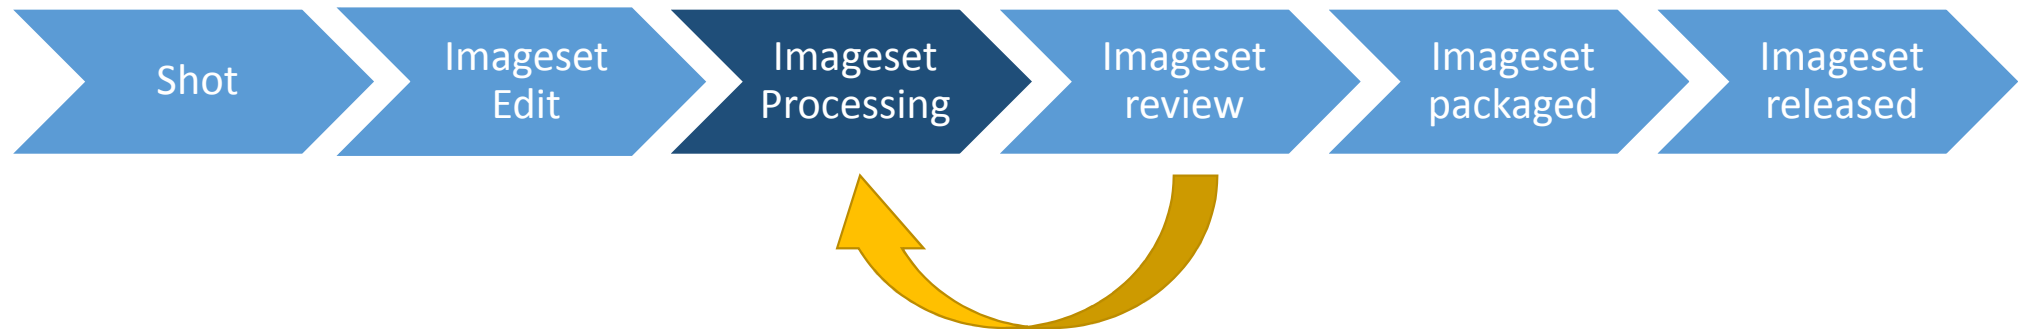 Shot
Imageset
Edit
Imageset
Processing
Imageset
review
Imageset
packaged
Imageset
released